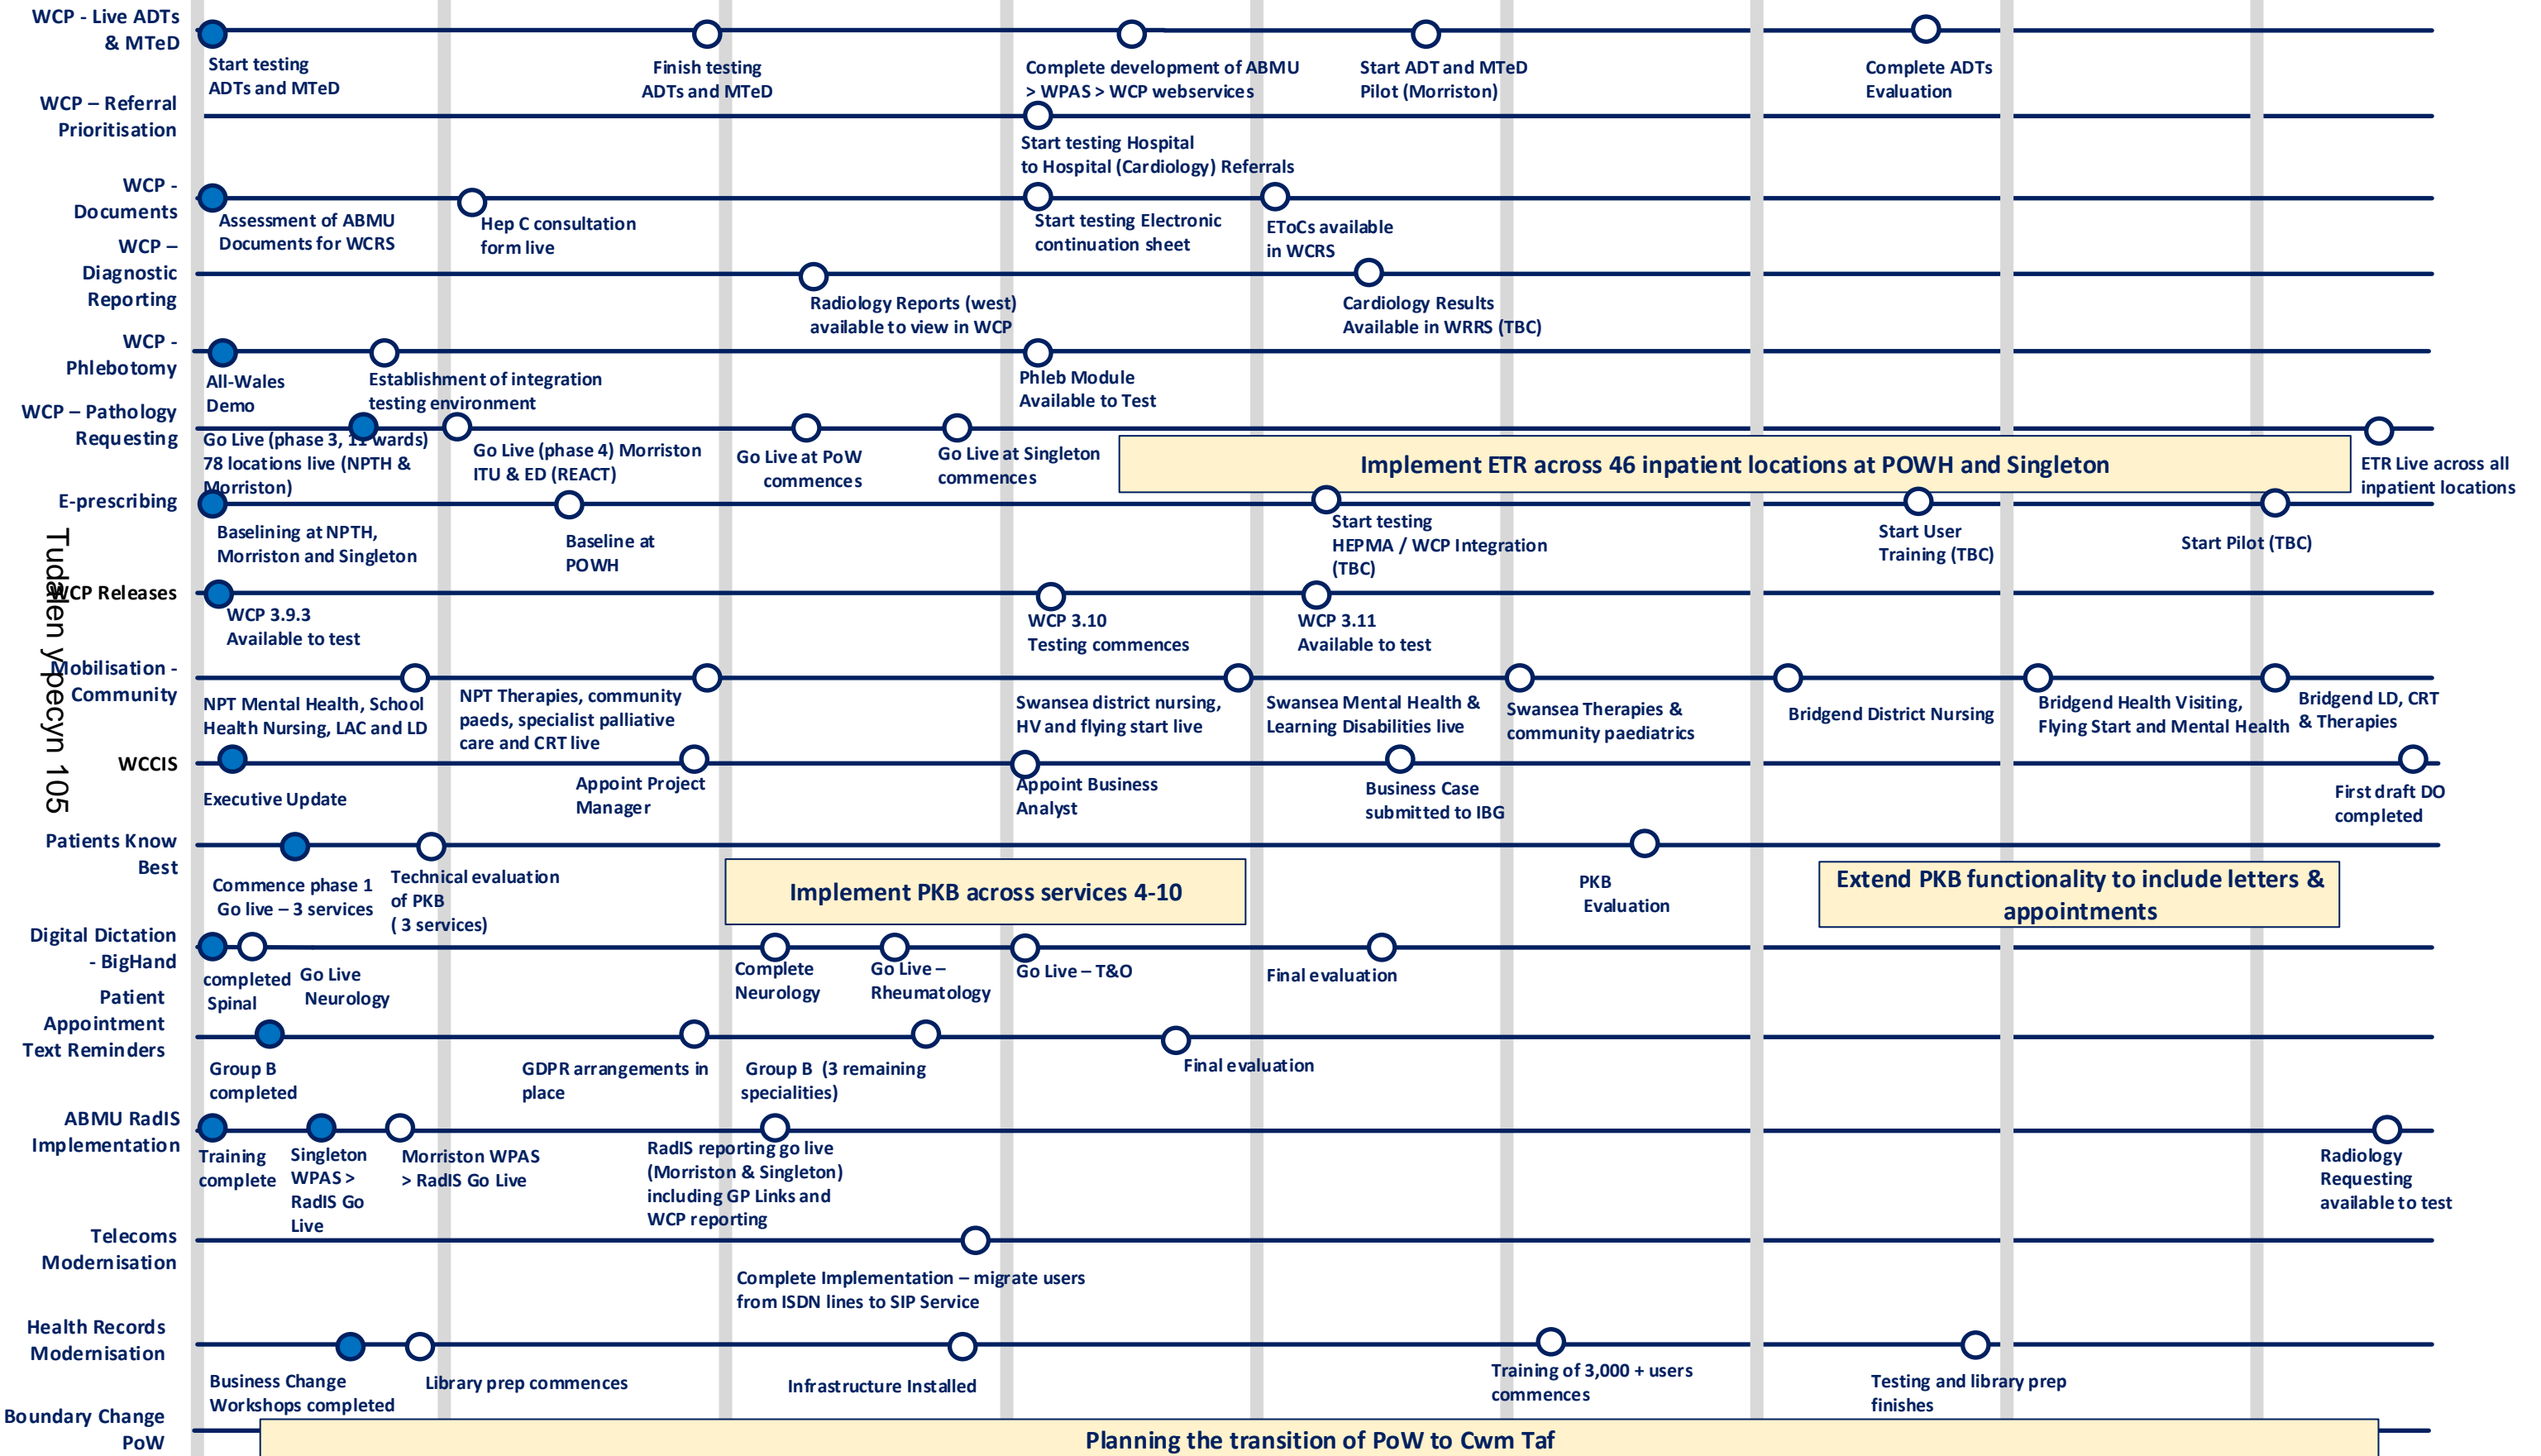 WCP - Live ADTs
& MTeD
Start testing
ADTs and MTeD
Finish testing
ADTs and MTeD
Complete development of ABMU
> WPAS > WCP webservices
Start ADT and MTeD
Pilot (Morriston)
Complete ADTs
Evaluation
WCP – Referral
Prioritisation
Start testing Hospital
to Hospital (Cardiology) Referrals
WCP -
Documents
Assessment of ABMU
Documents for WCRS
Hep C consultation
form live
Start testing Electronic
continuation sheet
EToCs available
in WCRS
WCP –
Diagnostic
Reporting
Radiology Reports (west)
available to view in WCP
Cardiology Results
Available in WRRS (TBC)
WCP -
Phlebotomy
All-Wales
Demo
Establishment of integration
testing environment
Phleb Module
Available to Test
WCP – Pathology
Requesting
Go Live (phase 3, 11 wards)
78 locations live (NPTH &
Morriston)
Go Live (phase 4) Morriston
ITU & ED (REACT)
Go Live at PoW
commences
Go Live at Singleton
commences
Implement ETR across 46 inpatient locations at POWH and Singleton
ETR Live across all
inpatient locations
E-prescribing
Baselining at NPTH,
Morriston and Singleton
Baseline at
POWH
Start testing
HEPMA / WCP Integration
(TBC)
Start User
Training (TBC)
Start Pilot (TBC)
WCP Releases
WCP 3.9.3
Available to test
WCP 3.10
Testing commences
WCP 3.11
Available to test
Mobilisation -
Community
NPT Mental Health, School
Health Nursing, LAC and LD
NPT Therapies, community
paeds, specialist palliative
care and CRT live
Swansea district nursing,
HV and flying start live
Swansea Mental Health &
Learning Disabilities live
Swansea Therapies &
community paediatrics
Bridgend District Nursing
Bridgend Health Visiting,
Flying Start and Mental Health
Bridgend LD, CRT
& Therapies
WCCIS
Executive Update
Appoint Project
Manager
Appoint Business
Analyst
Business Case
submitted to IBG
First draft DO
completed
Patients Know
Best
Commence phase 1
Go live – 3 services
Technical evaluation
of PKB
( 3 services)
Implement PKB across services 4-10
PKB
Evaluation
Extend PKB functionality to include letters &
appointments
Digital Dictation
- BigHand
completed
Spinal
Go Live
Neurology
Complete
Neurology
Go Live –
Rheumatology
Go Live – T&O
Final evaluation
Patient
Appointment
Text Reminders
Group B
completed
GDPR arrangements in
place
Group B (3 remaining
specialities)
Final evaluation
ABMU RadIS
Implementation
Training
complete
Singleton
WPAS >
RadIS Go
Live
Morriston WPAS
> RadIS Go Live
RadIS reporting go live
(Morriston & Singleton)
including GP Links and
WCP reporting
Radiology
Requesting
available to test
Telecoms
Modernisation
Complete Implementation – migrate users
from ISDN lines to SIP Service
Health Records
Modernisation
Business Change
Workshops completed
Library prep commences
Infrastructure Installed
Training of 3,000 + users
commences
Testing and library prep
finishes
Boundary Change
PoW
Planning the transition of PoW to Cwm Taf
Tudalen y pecyn 105